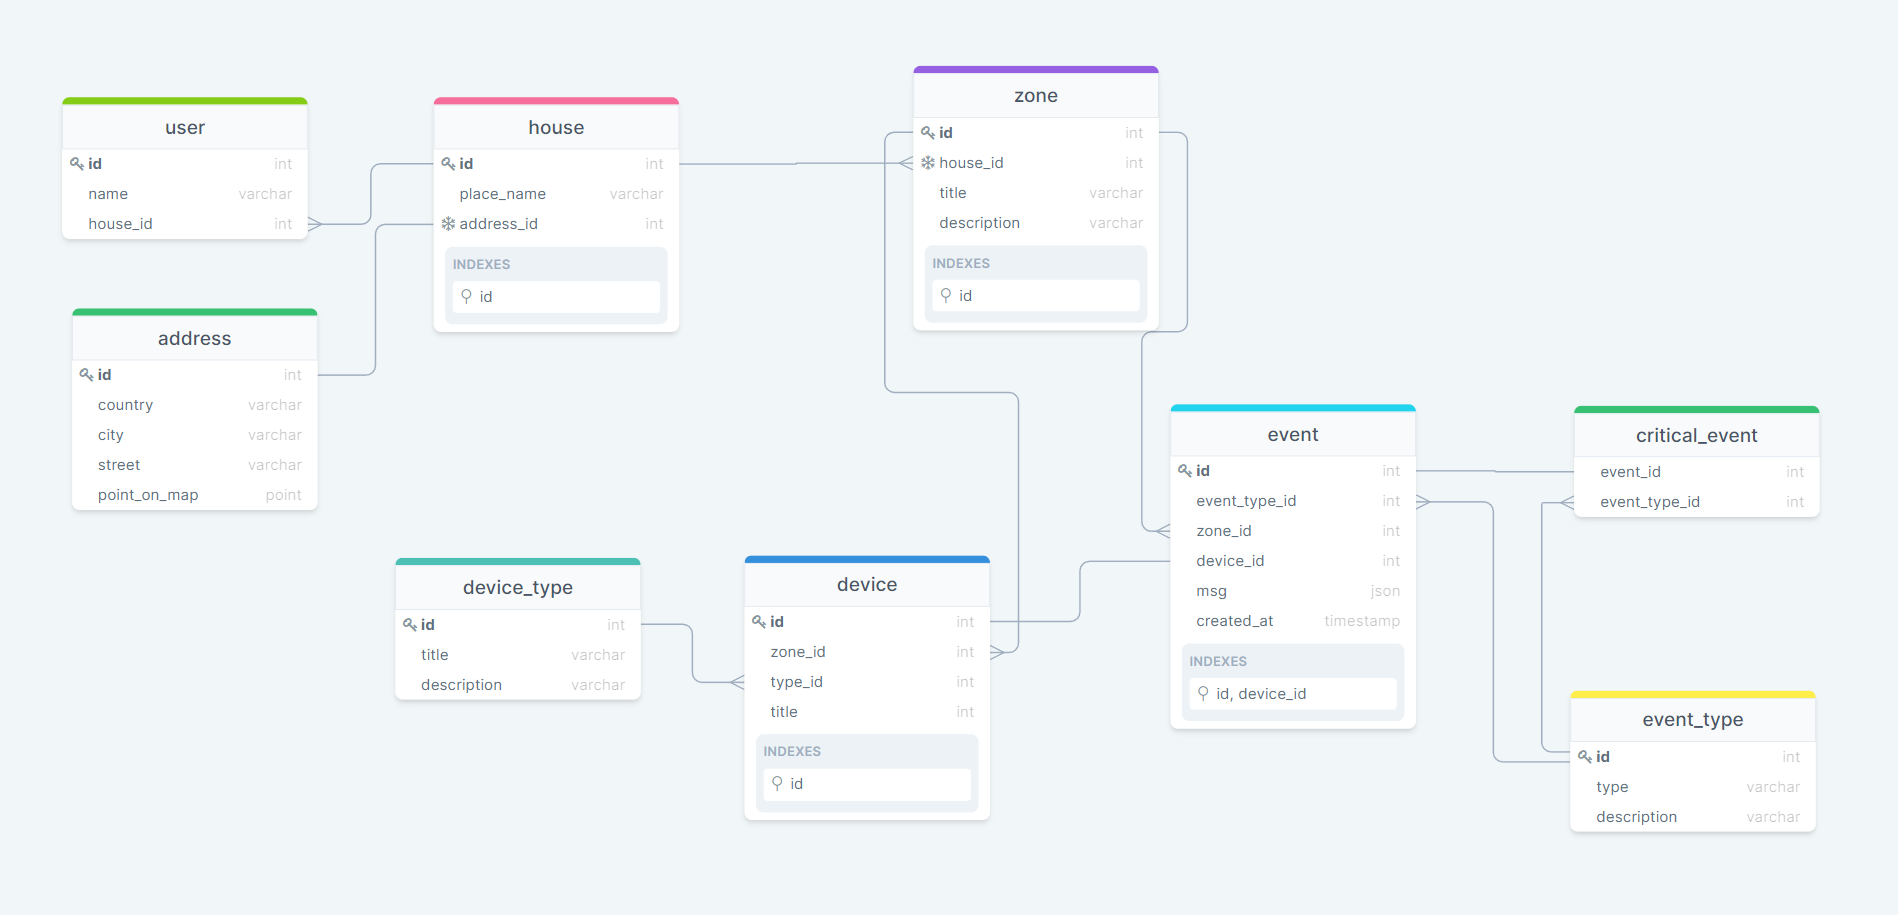 user
id int
name varchar
house_id int
house
id int
place_name varchar
address_id int
INDEXES
id
zone
id int
house_id int
title varchar
description varchar
INDEXES
id
address
id int
country varchar
city varchar
street varchar
point_on_map point
event
id int
event_type_id int
zone_id int
device_id int
msg json
created_at timestamp
INDEXES
id, device_id
critical_event
event_id int
event_type_id int
device_type
id int
title varchar
description varchar
device
id int
zone_id int
type_id int
title int
INDEXES
id
event_type
id int
type varchar
description varchar